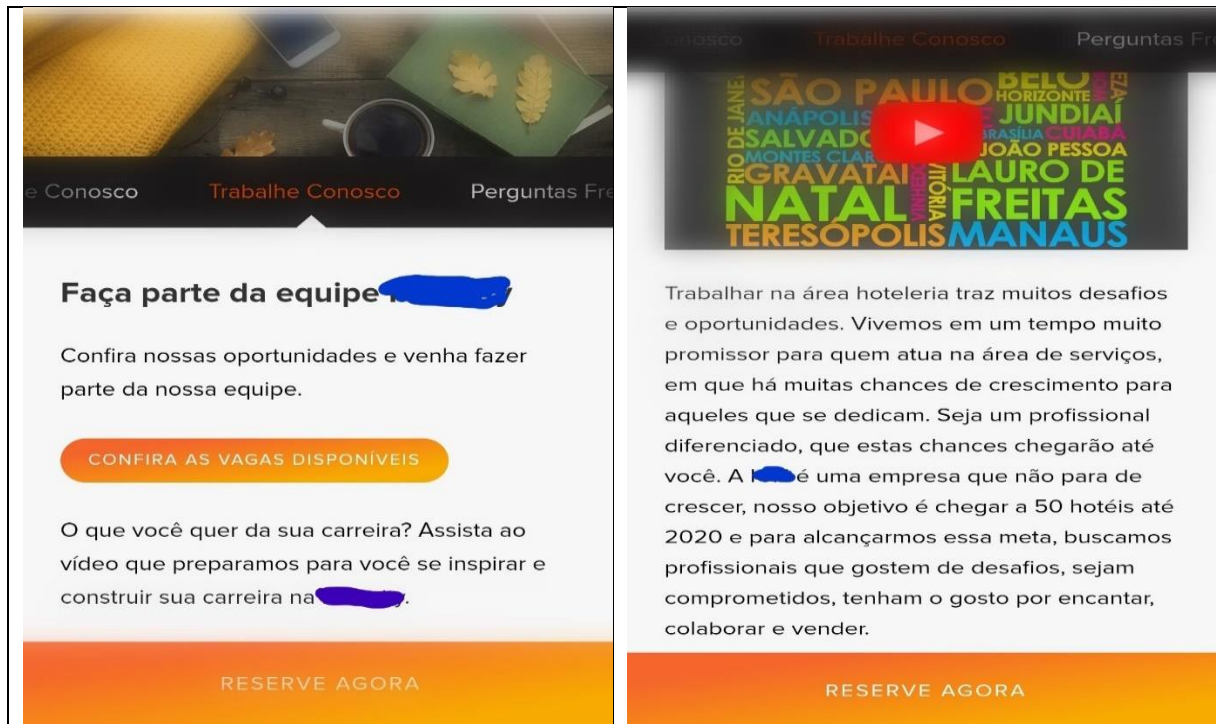 e Conosco Trabalhe Conosco Perguntas Fre
Faça parte da equipe
Confira nossas oportunidades e venha fazer
parte da nossa equipe.
CONFIRA AS VAGAS DISPONÍVEIS
O que você quer da sua carreira? Assista ao
vídeo que preparamos para você se inspirar e
construir sua carreira na
RESERVE AGORA
onosco Trabalhe Conosco Perguntas Fre
RIO DE JANE
SÃO PAULO
BELO
HORIZONTE
EZA
ANÁPOLIS
JUNDIAÍ
SALVADO
BRASÍLIA CUIABÁ
MONTES CLAR
JOÃO PESSOA
GRAVATAI
VITÓRIA
LAURO DE
NATAL
VINHEDO
FREITAS
TERESÓPOLIS MANAUS
Trabalhar na área hoteleria traz muitos desafios
e oportunidades. Vivemos em um tempo muito
promissor para quem atua na área de serviços,
em que há muitas chances de crescimento para
aqueles que se dedicam. Seja um profissional
diferenciado, que estas chances chegarão até
você. A é uma empresa que não para de
crescer, nosso objetivo é chegar a 50 hotéis até
2020 e para alcançarmos essa meta, buscamos
profissionais que gostem de desafios, sejam
comprometidos, tenham o gosto por encantar,
colaborar e vender.
RESERVE AGORA